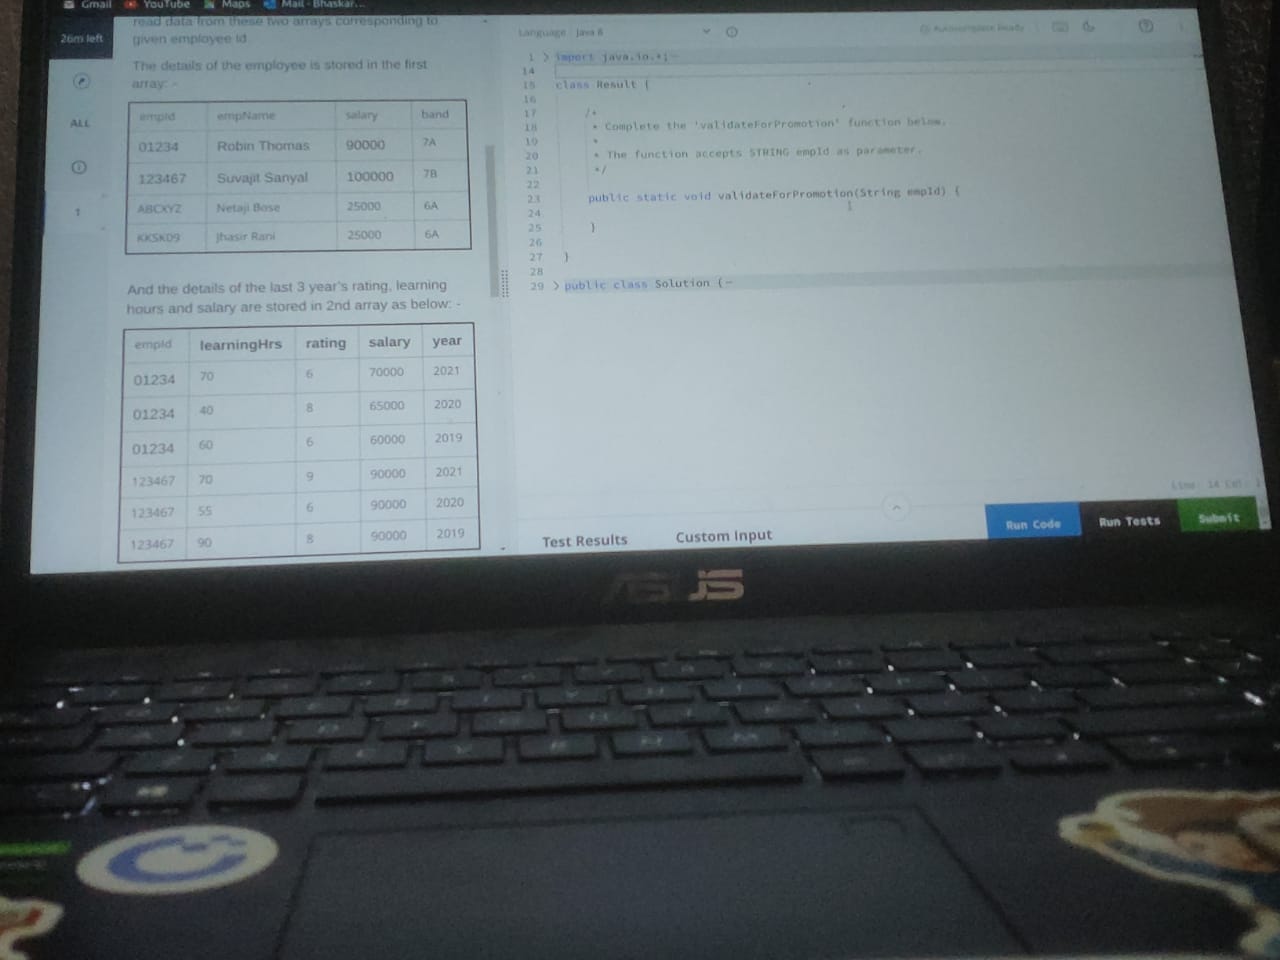 Gmail YouTube Maps Mail - Bhaskar...
26m left
read data from these two arrays corresponding to
given employee id
The details of the employee is stored in the first
array: -
ALL
1
empId empName salary band
01234 Robin Thomas 90000 7A
123467 Suvajit Sanyal 100000 7B
ABCXYZ Netaji Bose 25000 6A
KKSK09 Jhasir Rani 25000 6A
And the details of the last 3 year's rating, learning
hours and salary are stored in 2nd array as below: -
empId learningHrs rating salary year
01234 70 6 70000 2021
01234 40 8 65000 2020
01234 60 6 60000 2019
123467 70 9 90000 2021
123467 55 6 90000 2020
123467 90 8 90000 2019
Language Java 8
Autocomplete Ready
1 import java.io.*;
14
15 class Result {
16
17 /*
18 * Complete the 'validateForPromotion' function below.
19 *
20 * The function accepts STRING empId as parameter.
21 */
22
23 public static void validateForPromotion(String empId) {
24
25 }
26
27 }
28
29 public class Solution {
Line: 14 Col: 1
Test Results Custom Input
Run Code Run Tests Submit
ASUS